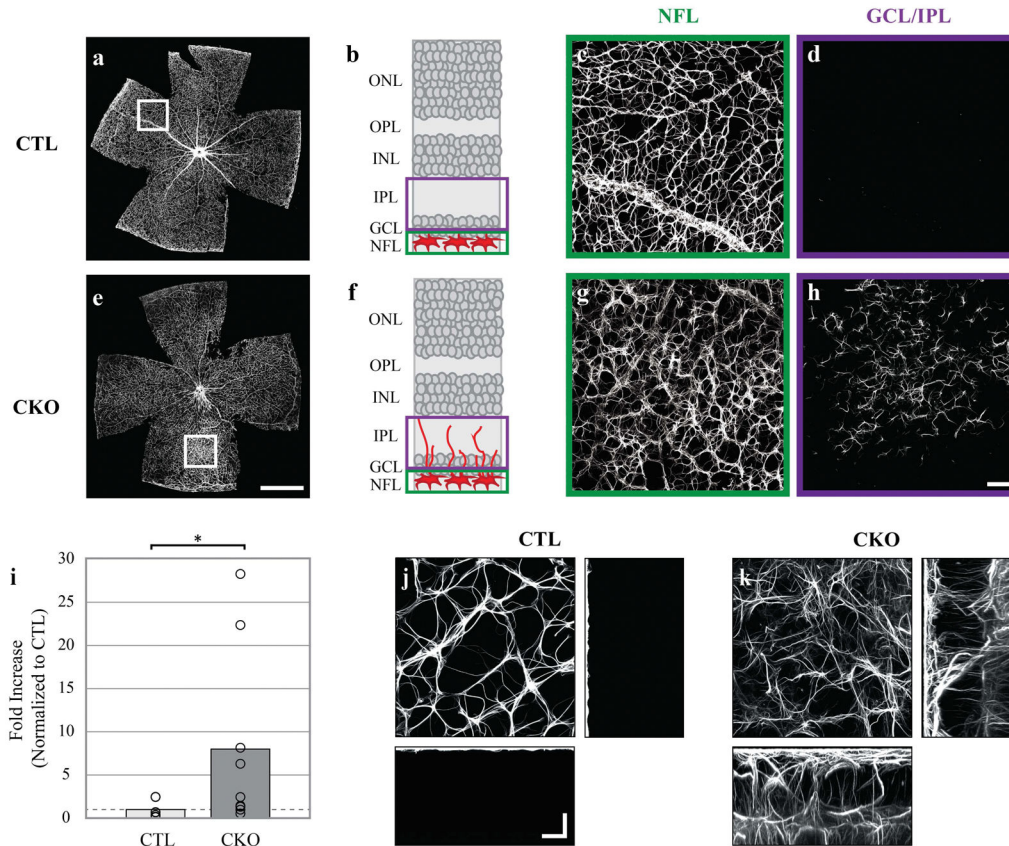 NFL
GCL/IPL
CTL
a
b
ONL
OPL
INL
IPL
GCL
NFL
c
d
CKO
e
f
ONL
OPL
INL
IPL
GCL
NFL
g
h
i
Fold Increase
(Normalized to CTL)
30
25
20
15
10
5
0
*
CTL
CKO
CTL
j
CKO
k